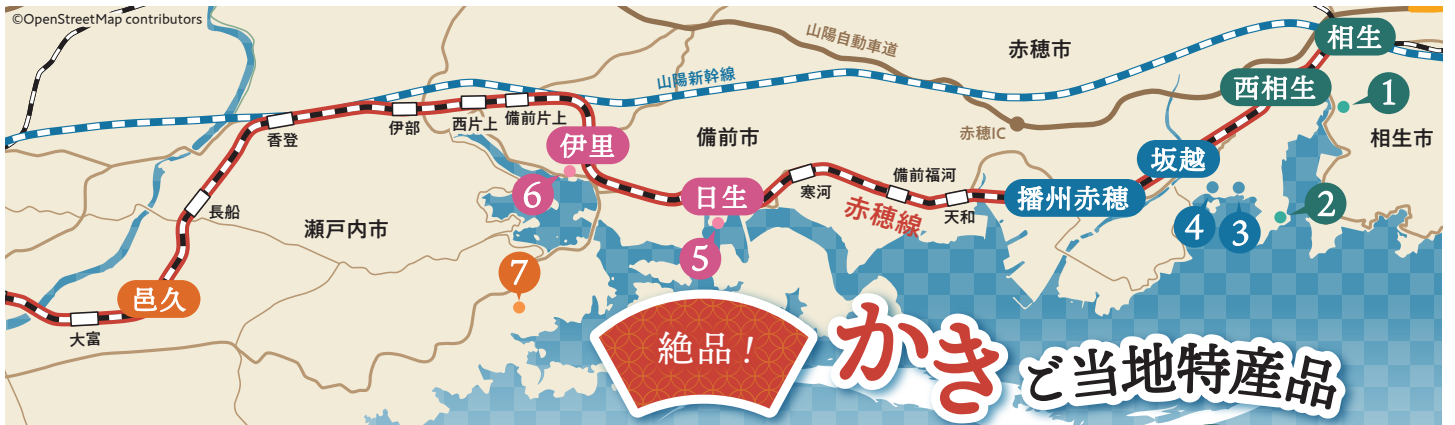 ©OpenStreetMap contributors
山陽自動車道
赤穂市
相生
山陽新幹線
西相生
1
香登
伊部
西片上
備前片上
備前市
赤穂IC
相生市
伊里
坂越
6
日生
寒河
備前福河
天和
播州赤穂
赤穂線
2
長船
瀬戸内市
4
3
5
7
邑久
大富
絶品！
かき
ご当地特産品